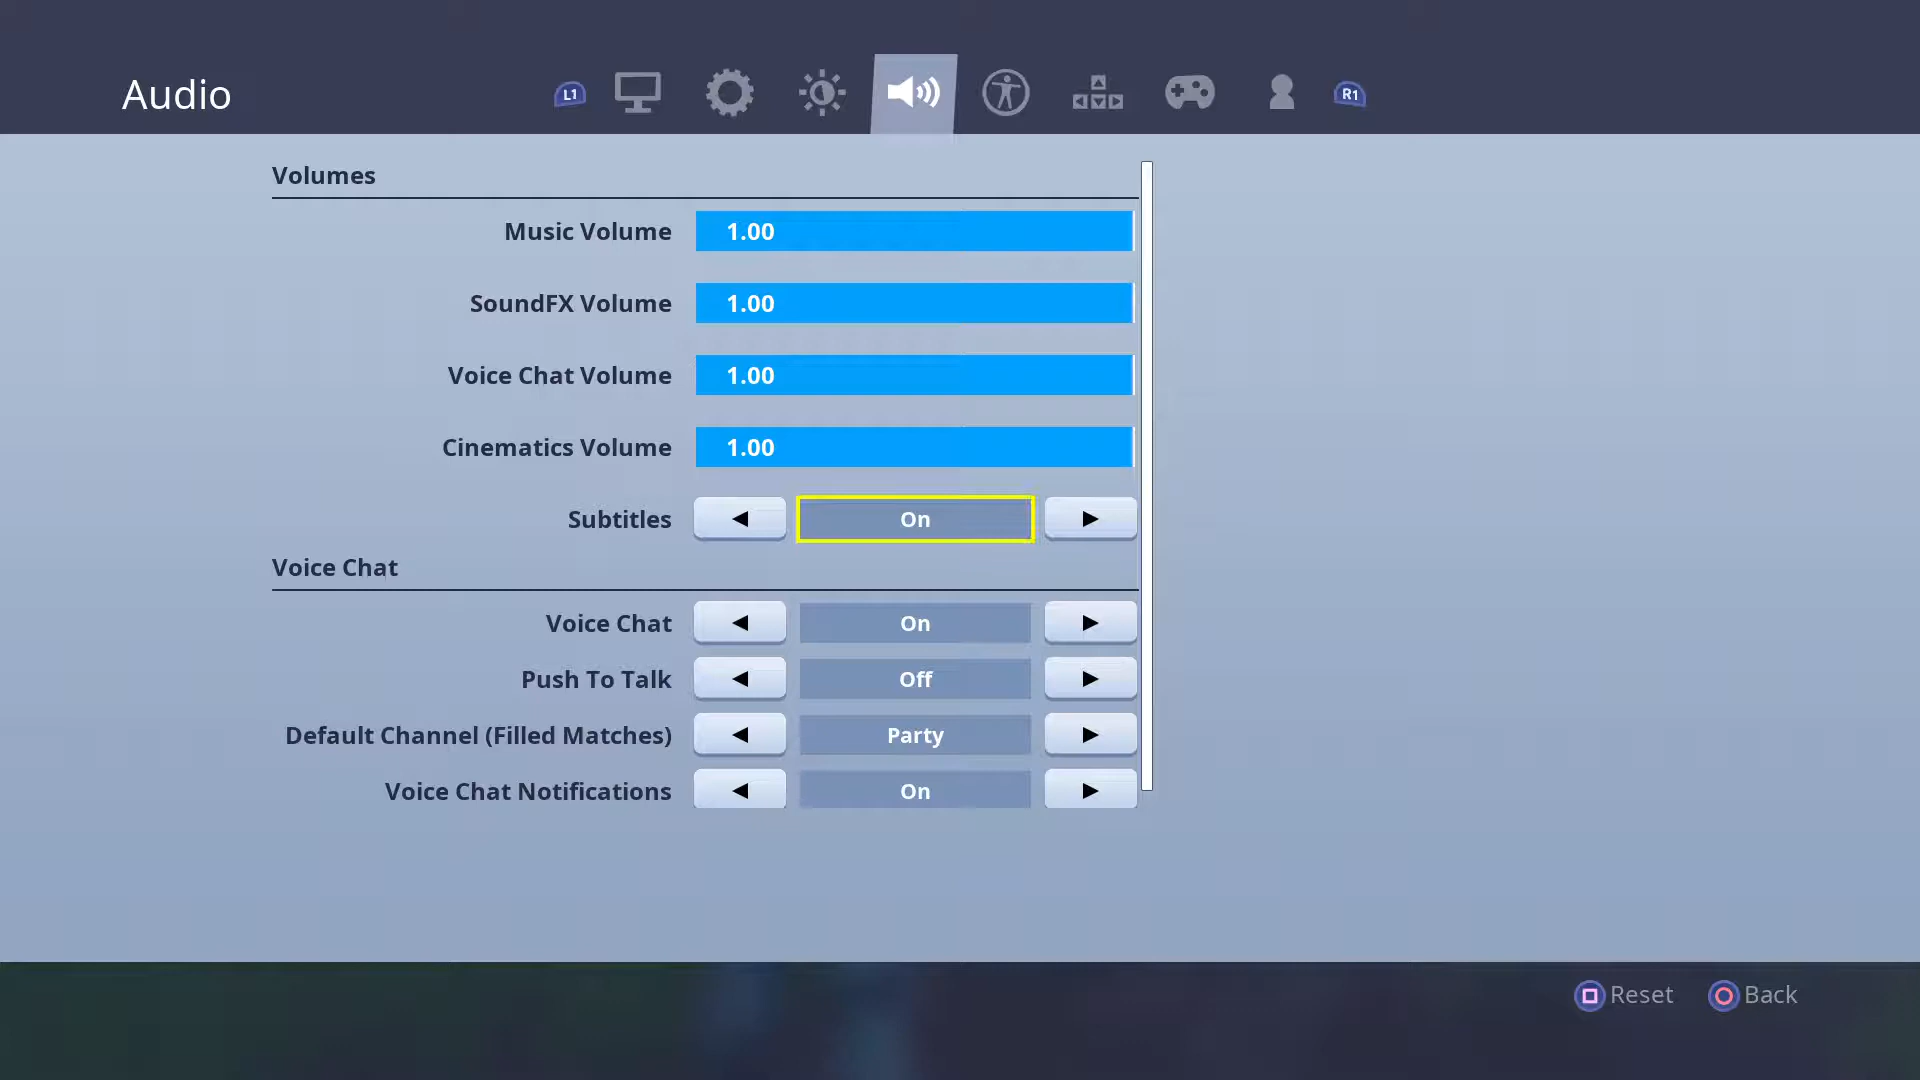 Audio
L1
R1
Volumes
Music Volume 1.00
SoundFX Volume 1.00
Voice Chat Volume 1.00
Cinematics Volume 1.00
Subtitles On
Voice Chat
Voice Chat On
Push To Talk Off
Default Channel (Filled Matches) Party
Voice Chat Notifications On
Reset Back